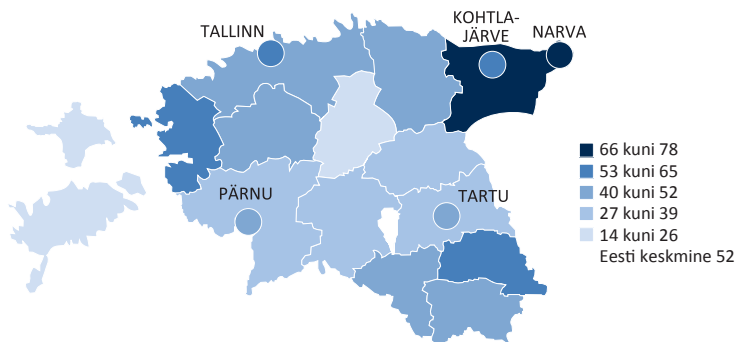 TALLINN
KOHTLA-
JÄRVE
NARVA
PÄRNU
TARTU
66 kuni 78
53 kuni 65
40 kuni 52
27 kuni 39
14 kuni 26
Eesti keskmine 52